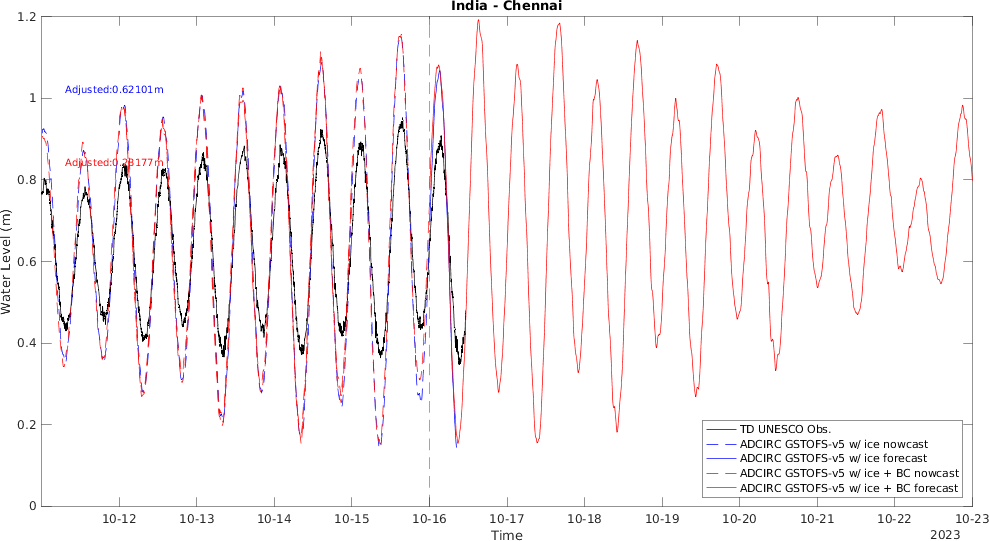 India - Chennai
1.2
1
0.8
0.6
0.4
0.2
0
Water Level (m)
Adjusted:0.62101m
Adjusted:0.28177m
10-12
10-13
10-14
10-15
10-16
10-17
10-18
10-19
10-20
10-21
10-22
10-23
Time
2023
TD UNESCO Obs.
ADCIRC GSTOFS-v5 w/ ice nowcast
ADCIRC GSTOFS-v5 w/ ice forecast
ADCIRC GSTOFS-v5 w/ ice + BC nowcast
ADCIRC GSTOFS-v5 w/ ice + BC forecast